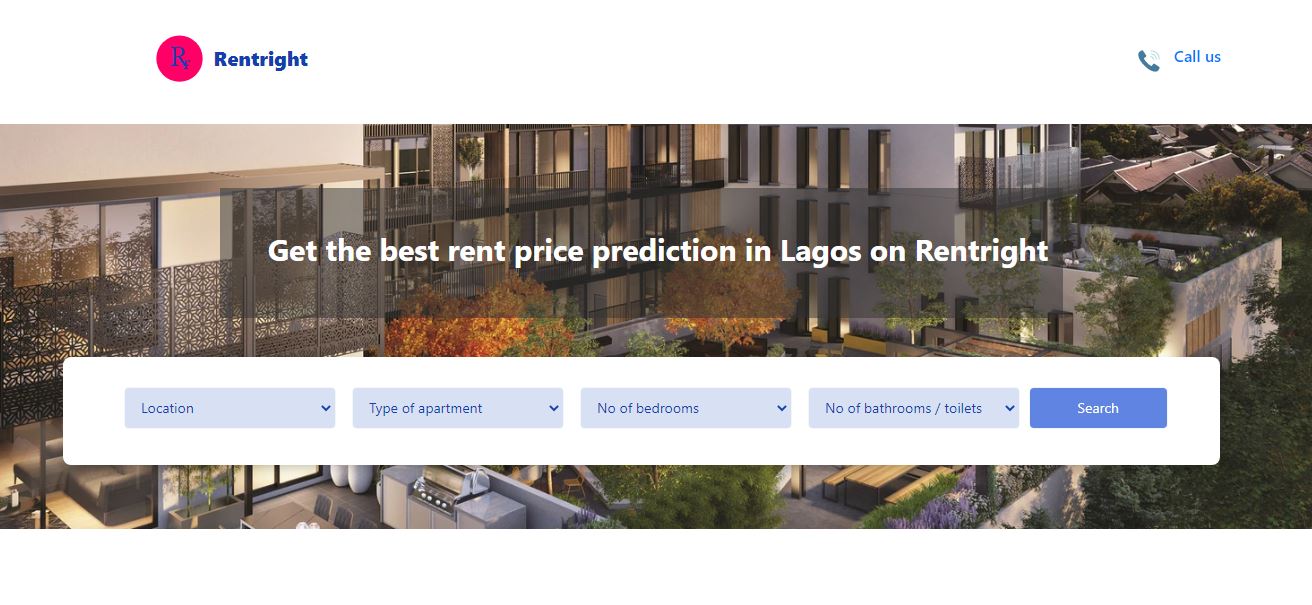 Rr Rentright
Call us
Get the best rent price prediction in Lagos on Rentright
Location
Type of apartment
No of bedrooms
No of bathrooms / toilets
Search